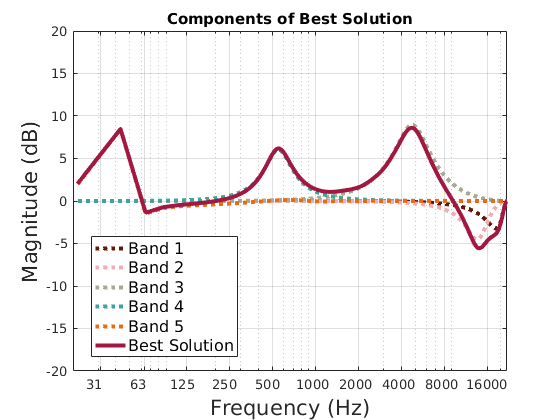 Components of Best Solution
20
15
10
5
0
-5
-10
-15
-20
Magnitude (dB)
Band 1
Band 2
Band 3
Band 4
Band 5
Best Solution
31 63 125 250 500 1000 2000 4000 8000 16000
Frequency (Hz)